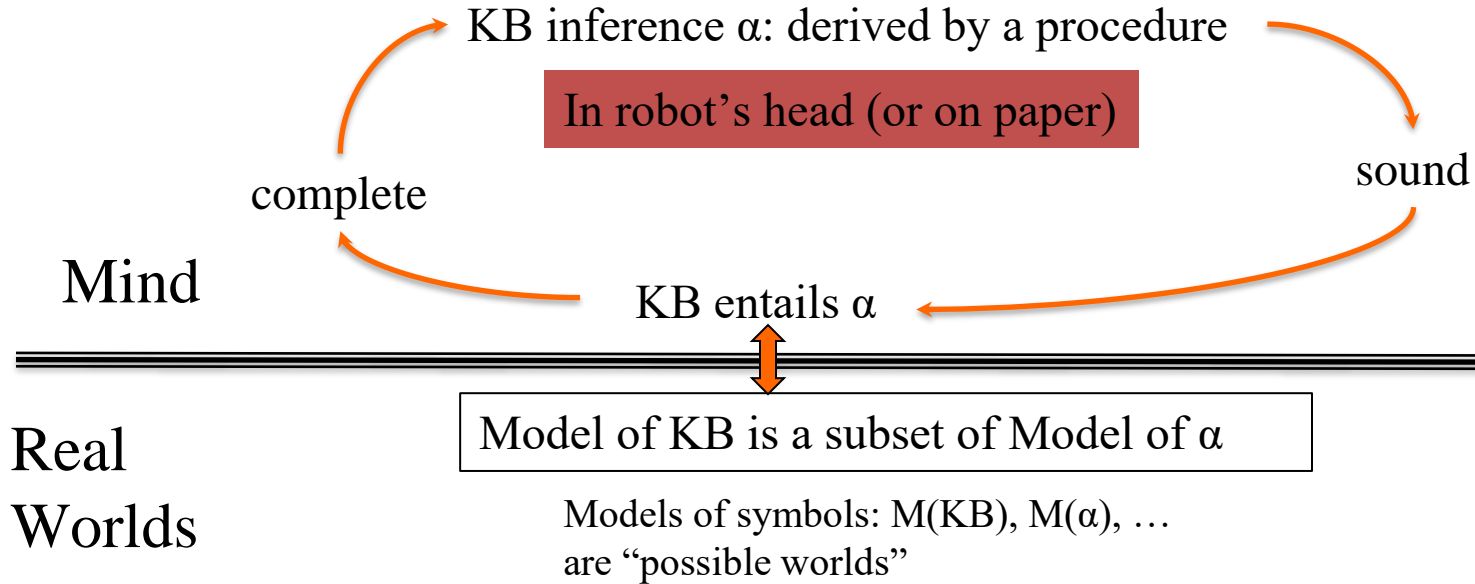 KB inference α: derived by a procedure
In robot’s head (or on paper)
complete
sound
Mind
KB entails α
Model of KB is a subset of Model of α
Real
Worlds
Models of symbols: M(KB), M(α), …
are “possible worlds”